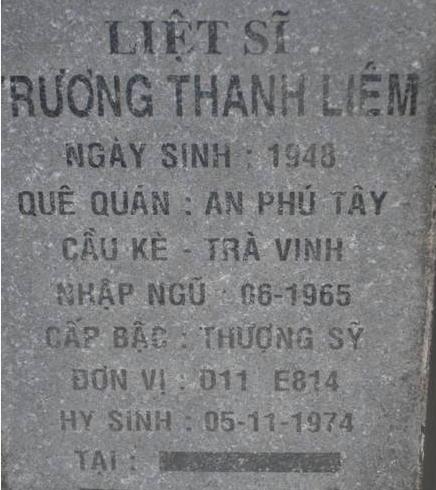 LIỆT SĨ
TRƯƠNG THANH LIÊM
NGÀY SINH : 1948
QUÊ QUÁN : AN PHÚ TÂY
CẦU KÈ - TRÀ VINH
NHẬP NGŨ : 06-1965
CẤP BẬC : THƯỢNG SỸ
ĐƠN VỊ : D11 E814
HY SINH : 05-11-1974
TẠI :